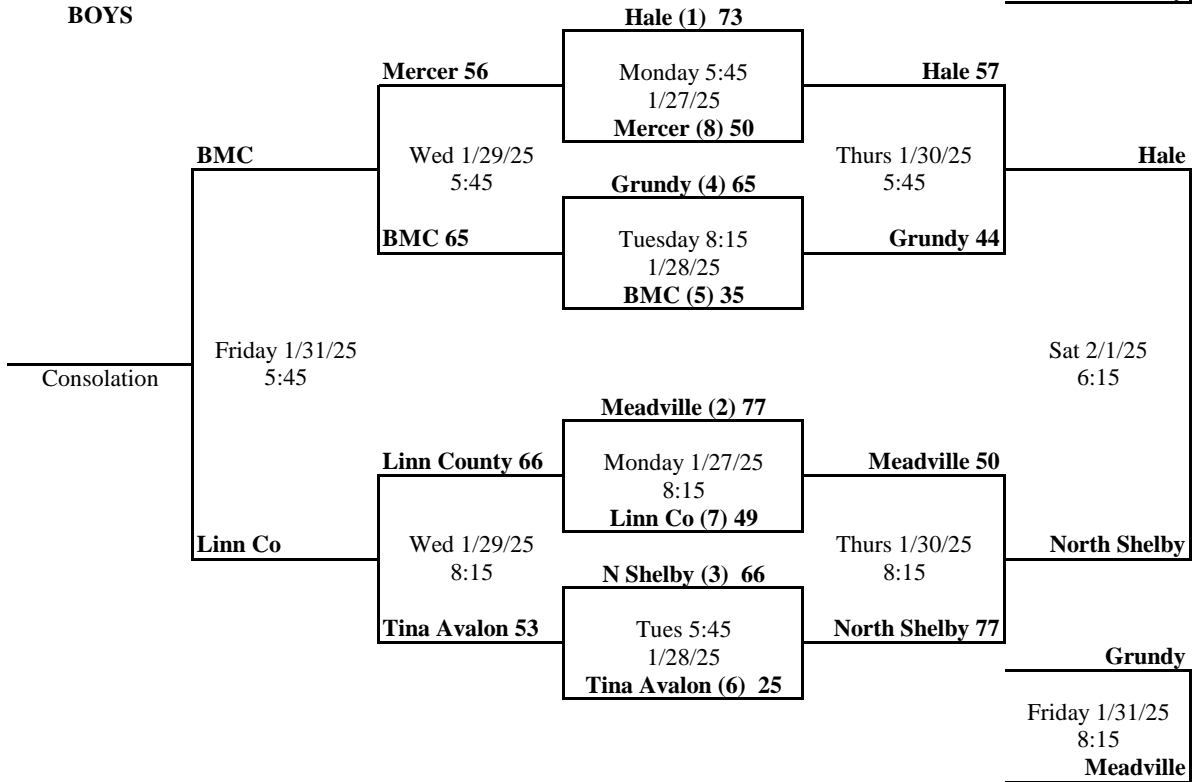 BOYS
Hale (1) 73
Mercer 56
Monday 5:45
1/27/25
Hale 57
Mercer (8) 50
BMC
Wed 1/29/25
5:45
Thurs 1/30/25
5:45
Hale
Grundy (4) 65
BMC 65
Tuesday 8:15
1/28/25
Grundy 44
BMC (5) 35
Friday 1/31/25
5:45
Consolation
Sat 2/1/25
6:15
Meadville (2) 77
Linn County 66
Monday 1/27/25
8:15
Meadville 50
Linn Co (7) 49
Linn Co
Wed 1/29/25
8:15
Thurs 1/30/25
8:15
North Shelby
N Shelby (3) 66
Tina Avalon 53
Tues 5:45
1/28/25
North Shelby 77
Tina Avalon (6) 25
Grundy
Friday 1/31/25
8:15
Meadville